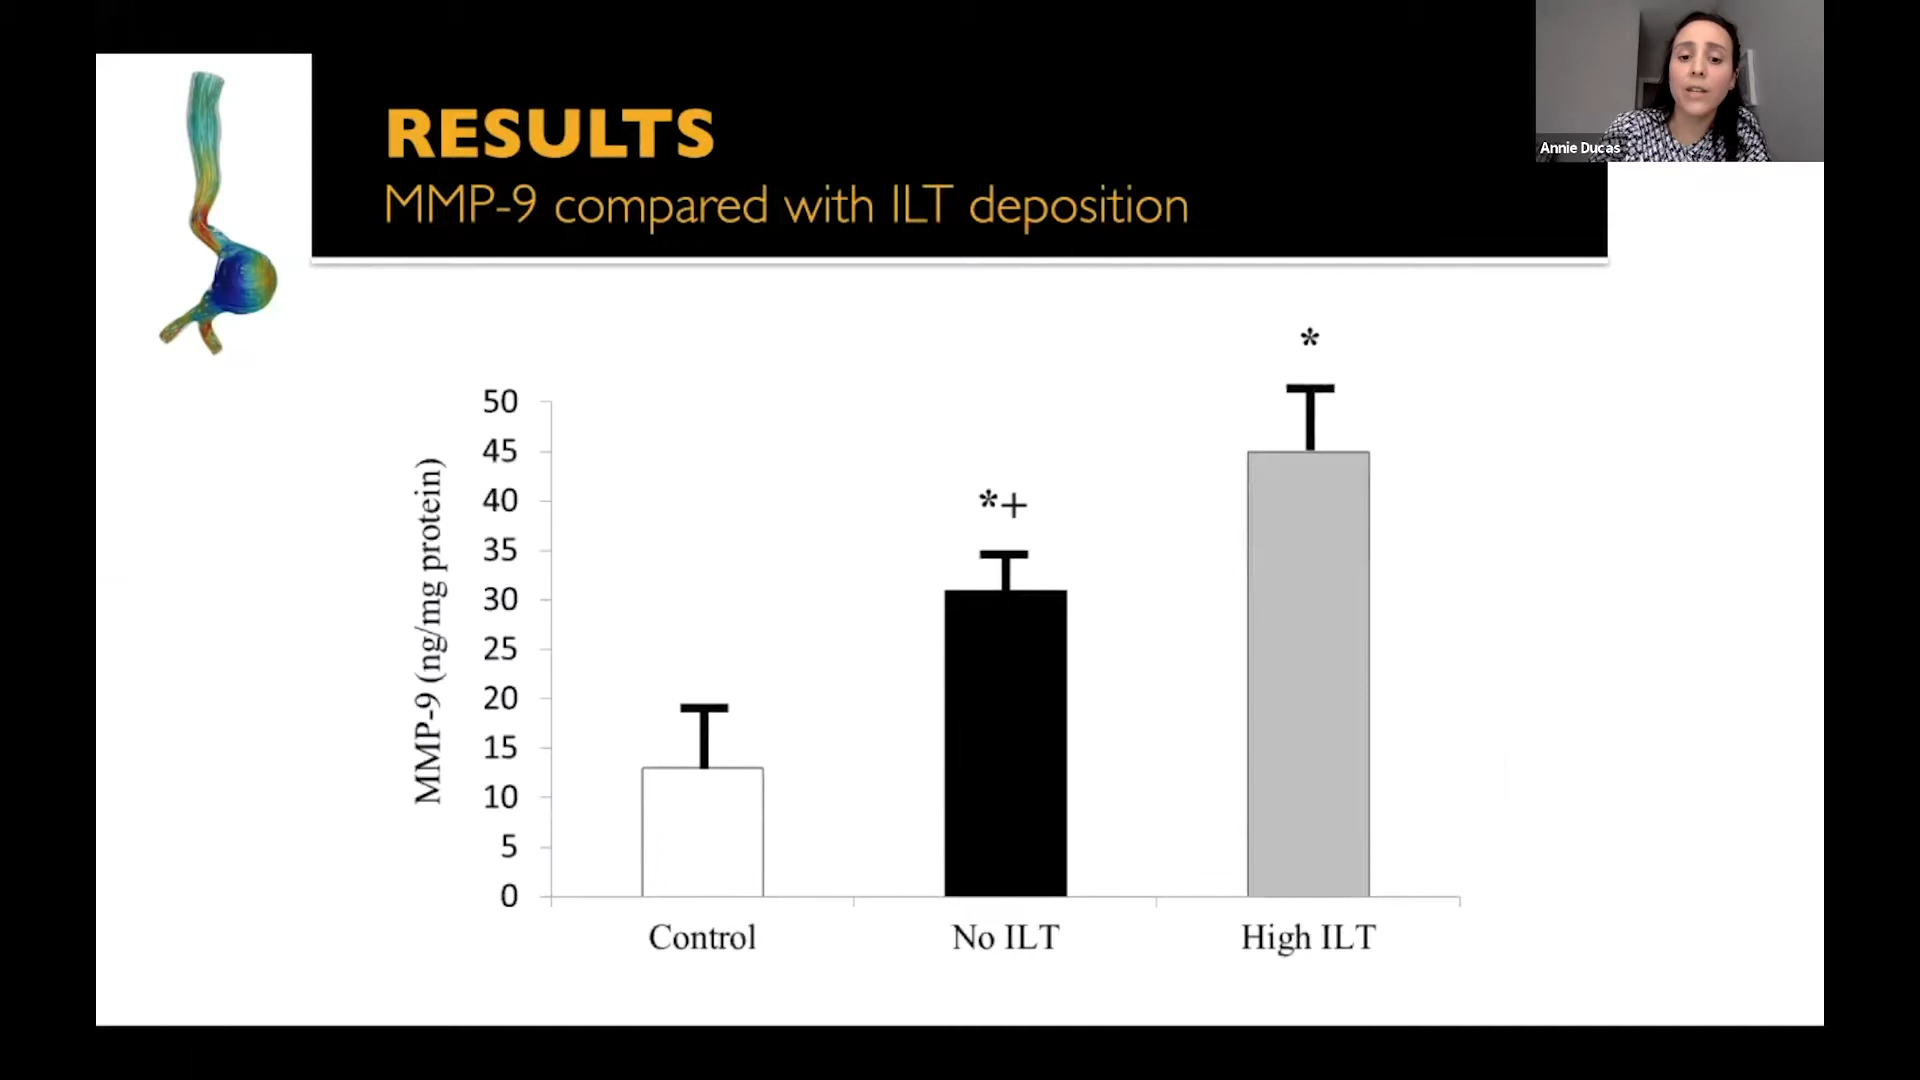 RESULTS
MMP-9 compared with ILT deposition
Annie Ducas
*
*+
50
45
40
35
30
25
20
15
10
5
0
MMP-9 (ng/mg protein)
Control
No ILT
High ILT